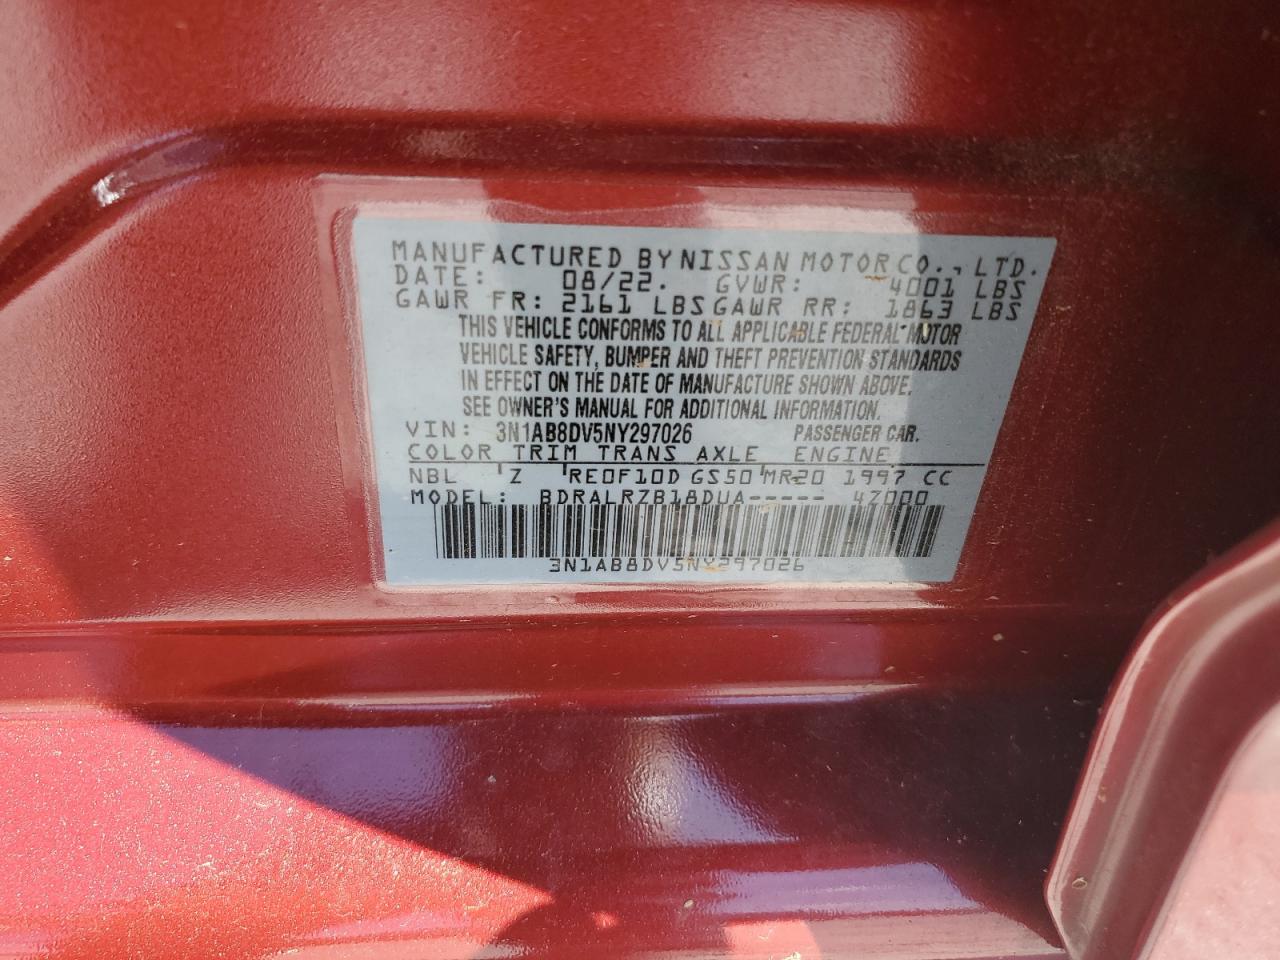 MANUFACTURED BY NISSAN MOTOR CO., LTD.
DATE: 08/22. GVWR: 4001 LBS
GAWR FR: 2161 LBS GAWR RR: 1863 LBS
THIS VEHICLE CONFORMS TO ALL APPLICABLE FEDERAL MOTOR
VEHICLE SAFETY, BUMPER AND THEFT PREVENTION STANDARDS
IN EFFECT ON THE DATE OF MANUFACTURE SHOWN ABOVE.
SEE OWNER'S MANUAL FOR ADDITIONAL INFORMATION.
VIN: 3N1AB8DV5NY297026 PASSENGER CAR.
COLOR TRIM TRANS AXLE ENGINE
NBL Z RE0F10D GS50 MR20 1997 CC
MODEL: BDRALRZB18DUA----- 4Z000
3N1AB8DV5NY297026